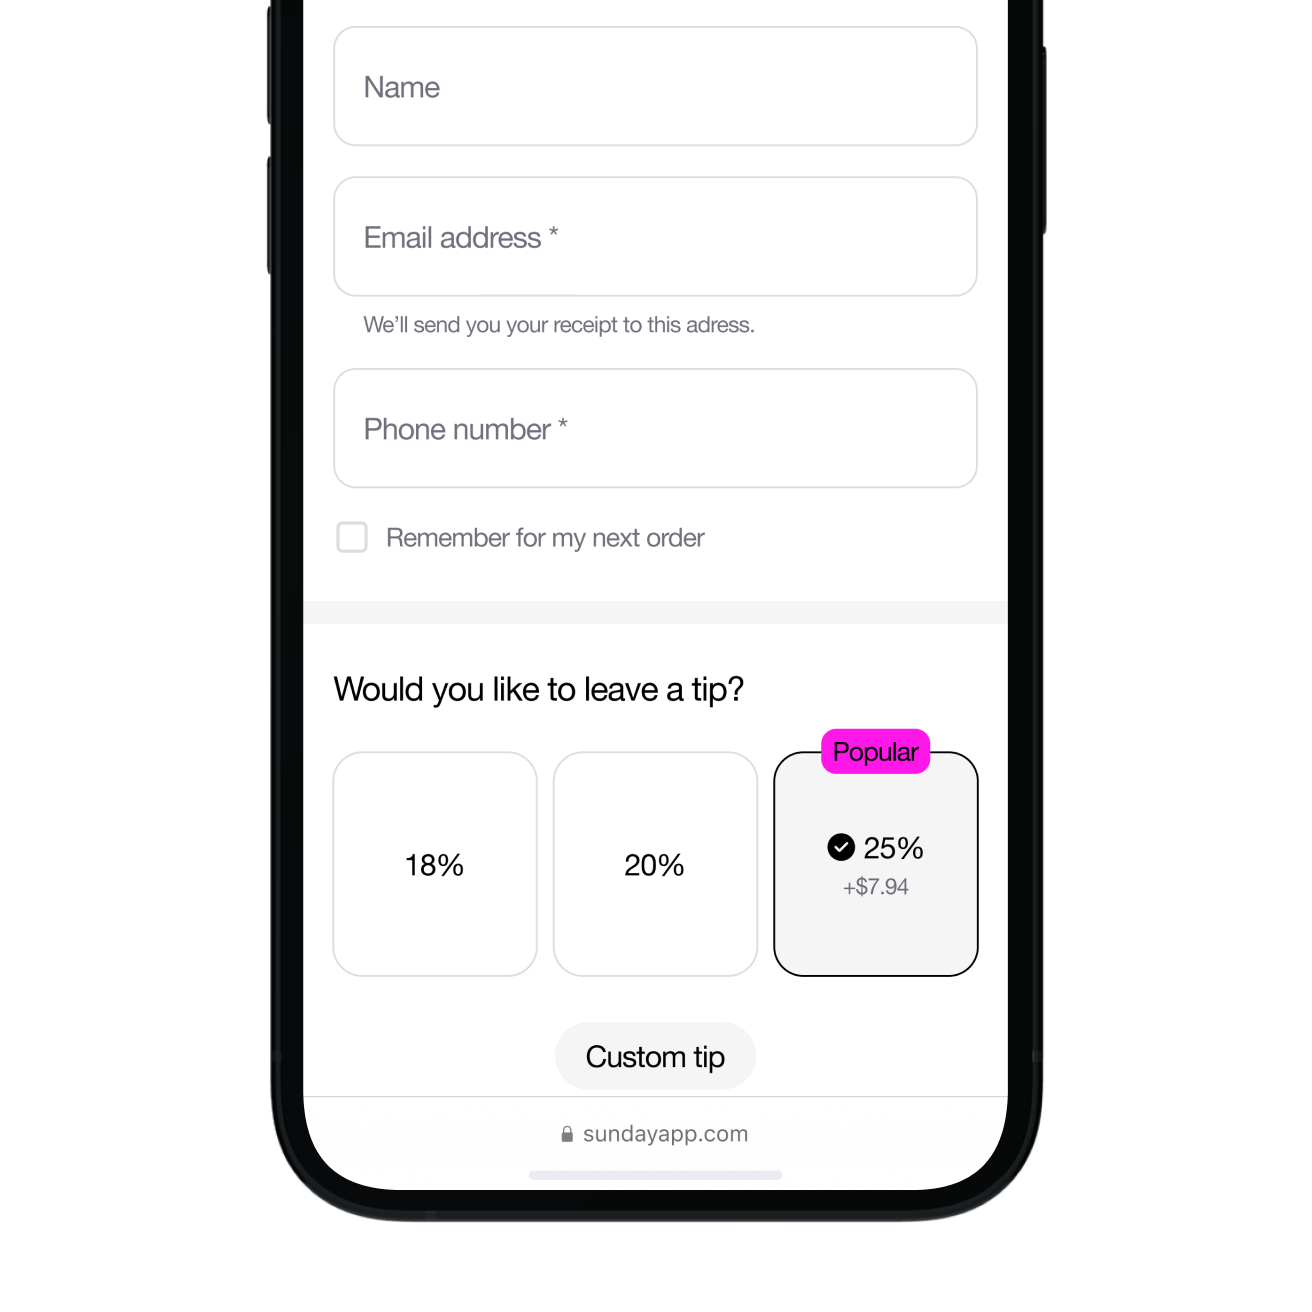 Name
Email address *
We’ll send you your receipt to this adress.
Phone number *
Remember for my next order
Would you like to leave a tip?
Popular
18%
20%
25%
+$7.94
Custom tip
sundayapp.com